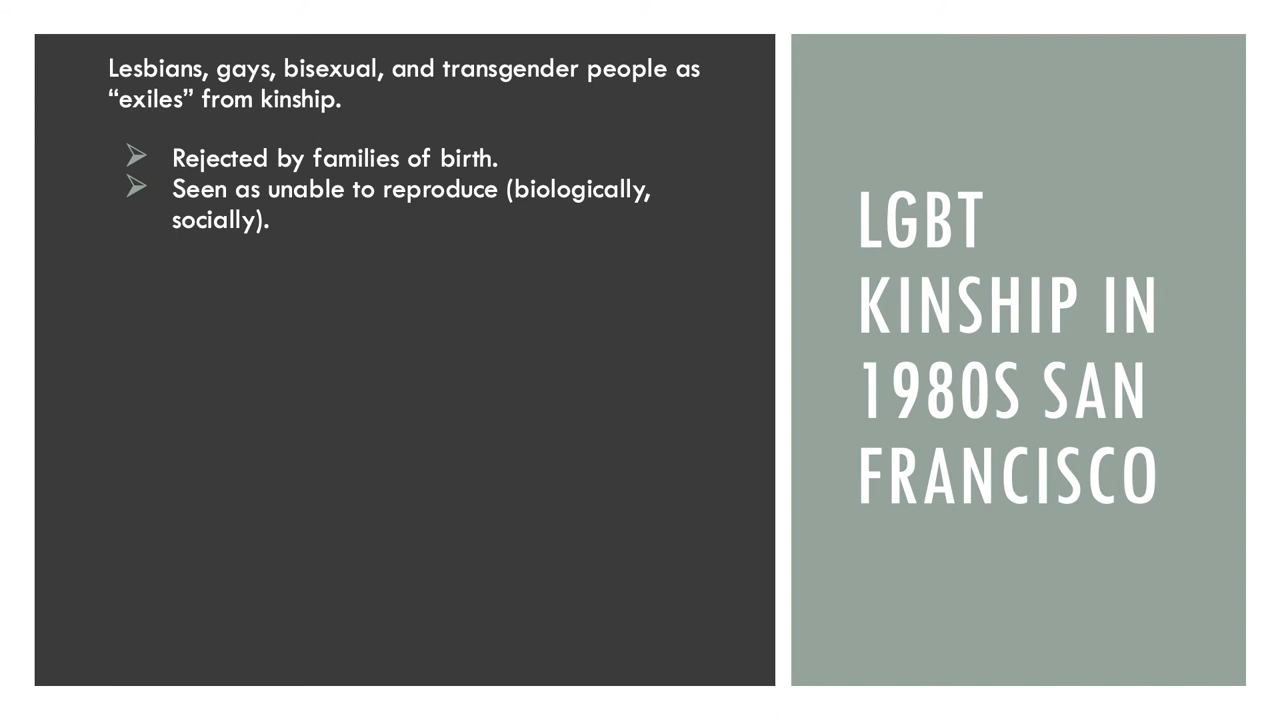 Lesbians, gays, bisexual, and transgender people as
“exiles” from kinship.
Rejected by families of birth.
Seen as unable to reproduce (biologically,
socially).
LGBT
KINSHIP IN
1980S SAN
FRANCISCO